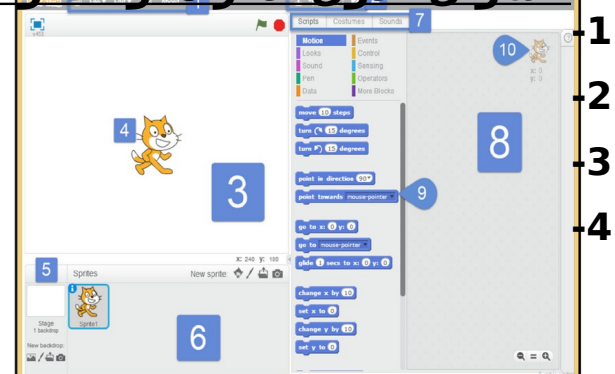 1-
2-
3-
4-
1
v453
Scripts Costumes Sounds
7
Motion Events
Looks Control
Sound Sensing
Pen Operators
Data More Blocks
move 10 steps
turn 15 degrees
turn 15 degrees
point in direction 90
point towards mouse-pointer
9
go to x: 0 y: 0
go to mouse-pointer
glide 1 secs to x: 0 y: 0
change x by 10
set x to 0
change y by 10
set y to 0
10
x: 0
y: 0
8
4
3
X: 240 Y: 180
5
Sprites
New sprite:
Stage
1 backdrop
Sprite1
New backdrop:
6